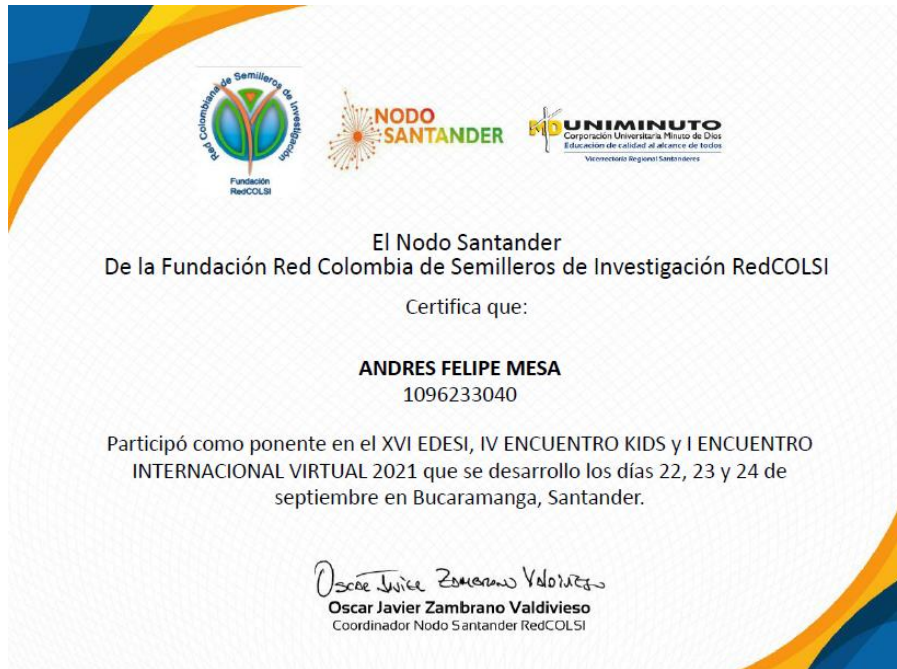 Red Colombiana de Semilleros de Investigación
Fundación
RedCOLSI
NODO
SANTANDER
UNIMINUTO
Corporación Universitaria Minuto de Dios
Educación de calidad al alcance de todos
Vicerrectoría Regional Santanderes
El Nodo Santander
De la Fundación Red Colombia de Semilleros de Investigación RedCOLSI
Certifica que:
ANDRES FELIPE MESA
1096233040
Participó como ponente en el XVI EDESI, IV ENCUENTRO KIDS y I ENCUENTRO
INTERNACIONAL VIRTUAL 2021 que se desarrollo los días 22, 23 y 24 de
septiembre en Bucaramanga, Santander.
Oscar Javier Zambrano Valdivieso
Oscar Javier Zambrano Valdivieso
Coordinador Nodo Santander RedCOLSI